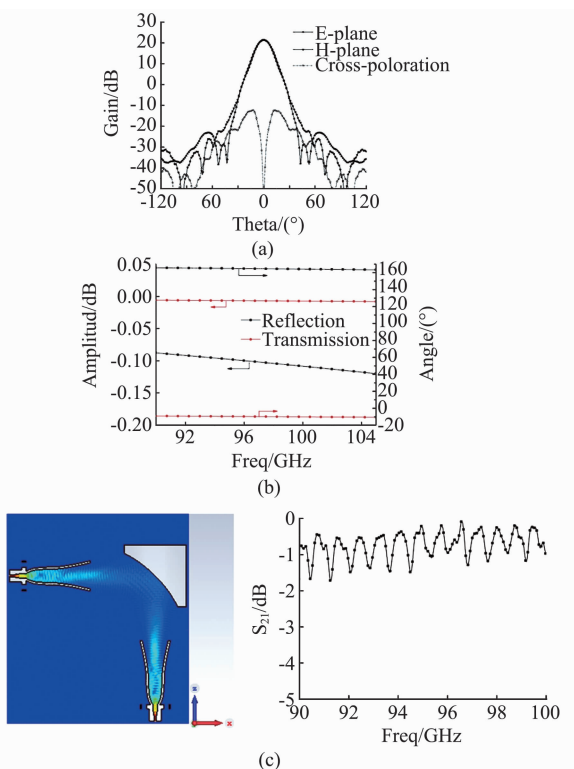 30
20
10
0
-10
-20
-30
-40
-50
Gain/dB
E-plane
H-plane
Cross-poloration
-120
60
0
60
120
Theta/(°)
(a)
0.05
0.00
-0.05
-0.10
-0.15
-0.20
Amplitud/dB
Reflection
Transmission
160
140
120
100
80
60
40
20
0
-20
Angle/(°)
92
96
100
104
Freq/GHz
(b)
0
-1
-2
-3
-4
-5
S21/dB
90
92
94
96
98
100
Freq/GHz
x
x
(c)